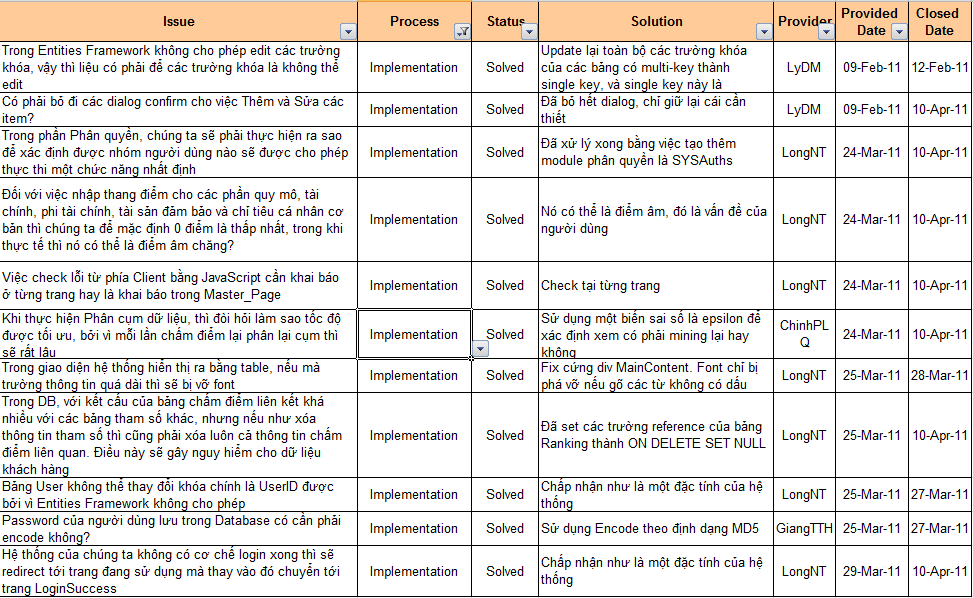 Issue
Process
Status
Solution
Provider
Provided
Date
Closed
Date
Trong Entities Framework không cho phép edit các trường
khóa, vậy thì liệu có phải để các trường khóa là không thể
edit
Implementation
Solved
Update lại toàn bộ các trường khóa
của các bảng có multi-key thành
single key, và single key này là
LyDM
09-Feb-11
12-Feb-11
Có phải bỏ đi các dialog confirm cho việc Thêm và Sửa các
item?
Implementation
Solved
Đã bỏ hết dialog, chỉ giữ lại cái cần
thiết
LyDM
09-Feb-11
10-Apr-11
Trong phần Phân quyền, chúng ta sẽ phải thực hiện ra sao
để xác định được nhóm người dùng nào sẽ được cho phép
thực thi một chức năng nhất định
Implementation
Solved
Đã xử lý xong bằng việc tạo thêm
module phân quyền là SYSAuths
LongNT
24-Mar-11
10-Apr-11
Đối với việc nhập thang điểm cho các phần quy mô, tài
chính, phi tài chính, tài sản đảm bảo và chỉ tiêu cá nhân cơ
bản thì chúng ta để mặc định 0 điểm là thấp nhất, trong khi
thực tế thì nó có thể là điểm âm chăng?
Implementation
Solved
Nó có thể là điểm âm, đó là vấn đề của
người dùng
LongNT
24-Mar-11
10-Apr-11
Việc check lỗi từ phía Client bằng JavaScript cần khai báo
ở từng trang hay là khai báo trong Master_Page
Implementation
Solved
Check tại từng trang
LongNT
24-Mar-11
10-Apr-11
Khi thực hiện Phân cụm dữ liệu, thì đòi hỏi làm sao tốc độ
được tối ưu, bởi vì mỗi lần chấm điểm lại phân lại cụm thì
sẽ rất lâu
Implementation
Solved
Sử dụng một biến sai số là epsilon để
xác định xem có phải mining lại hay
không
ChinhPL
Q
24-Mar-11
10-Apr-11
Trong giao diện hệ thống hiển thị ra bằng table, nếu mà
trường thông tin quá dài thì sẽ bị vỡ font
Implementation
Solved
Fix cứng div MainContent. Font chỉ bị
phá vỡ nếu gõ các từ không có dấu
LongNT
25-Mar-11
28-Mar-11
Trong DB, với kết cấu của bảng chấm điểm liên kết khá
nhiều với các bảng tham số khác, nhưng nếu như xóa
thông tin tham số thì cũng phải xóa luôn cả thông tin chấm
điểm liên quan. Điều này sẽ gây nguy hiểm cho dữ liệu
khách hàng
Implementation
Solved
Đã set các trường reference của bảng
Ranking thành ON DELETE SET NULL
LongNT
25-Mar-11
10-Apr-11
Bảng User không thể thay đổi khóa chính là UserID được
bởi vì Entities Framework không cho phép
Implementation
Solved
Chấp nhận như là một đặc tính của hệ
thống
LongNT
25-Mar-11
27-Mar-11
Password của người dùng lưu trong Database có cần phải
encode không?
Implementation
Solved
Sử dụng Encode theo định dạng MD5
GiangTTH
25-Mar-11
27-Mar-11
Hệ thống của chúng ta không có cơ chế login xong thì sẽ
redirect tới trang đang sử dụng mà thay vào đó chuyển tới
trang LoginSuccess
Implementation
Solved
Chấp nhận như là một đặc tính của hệ
thống
LongNT
29-Mar-11
10-Apr-11